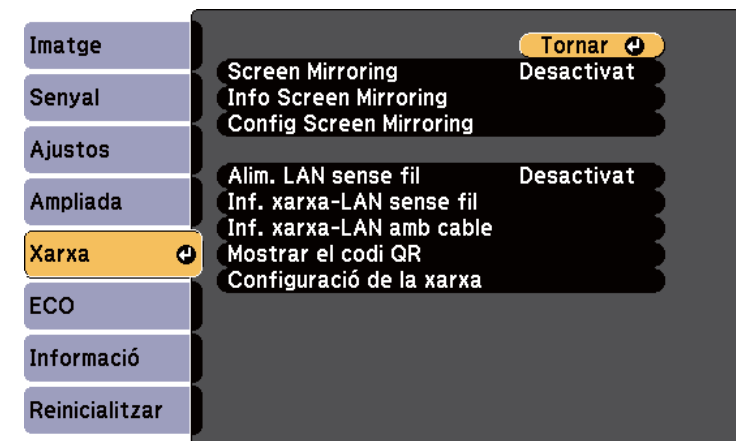 Imatge
Senyal
Ajustos
Ampliada
Xarxa
ECO
Informació
Reinicialitzar
Tornar
Screen Mirroring Desactivat
Info Screen Mirroring
Config Screen Mirroring
Alim. LAN sense fil Desactivat
Inf. xarxa-LAN sense fil
Inf. xarxa-LAN amb cable
Mostrar el codi QR
Configuració de la xarxa